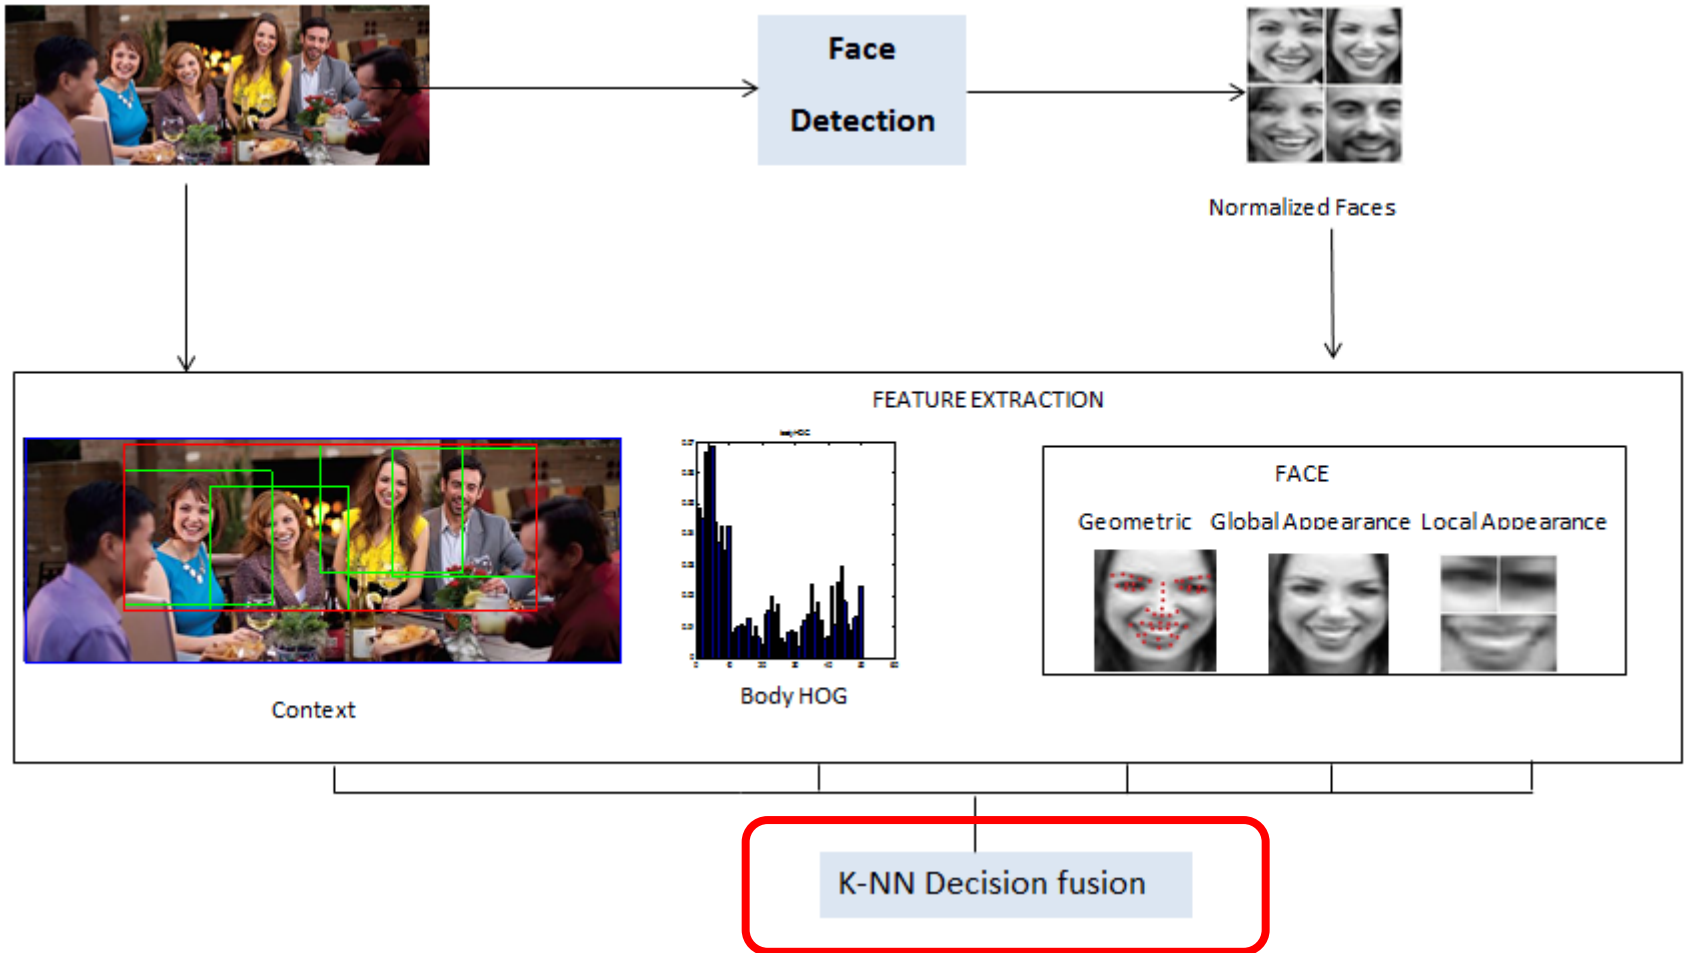 Face
Detection
Normalized Faces
FEATURE EXTRACTION
FACE
Geometric Global Appearance Local Appearance
Context
Body HOG
K-NN Decision fusion